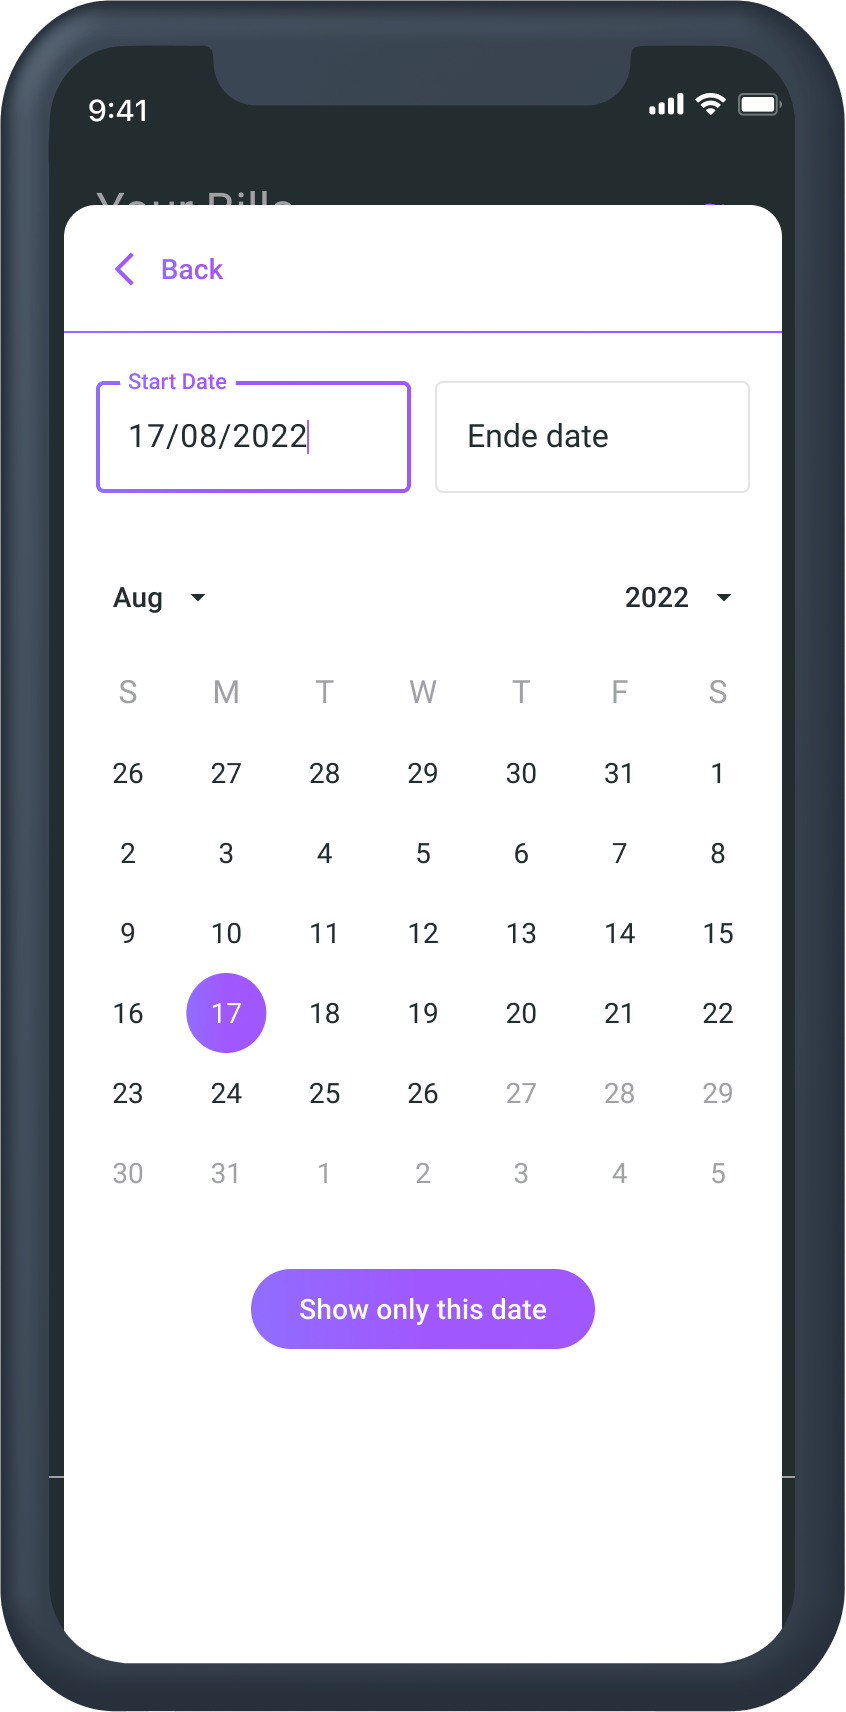 9:41
Your Bills
Back
Start Date
17/08/2022
Ende date
Aug 2022
S M T W T F S
26 27 28 29 30 31 1
2 3 4 5 6 7 8
9 10 11 12 13 14 15
16 17 18 19 20 21 22
23 24 25 26 27 28 29
30 31 1 2 3 4 5
Show only this date